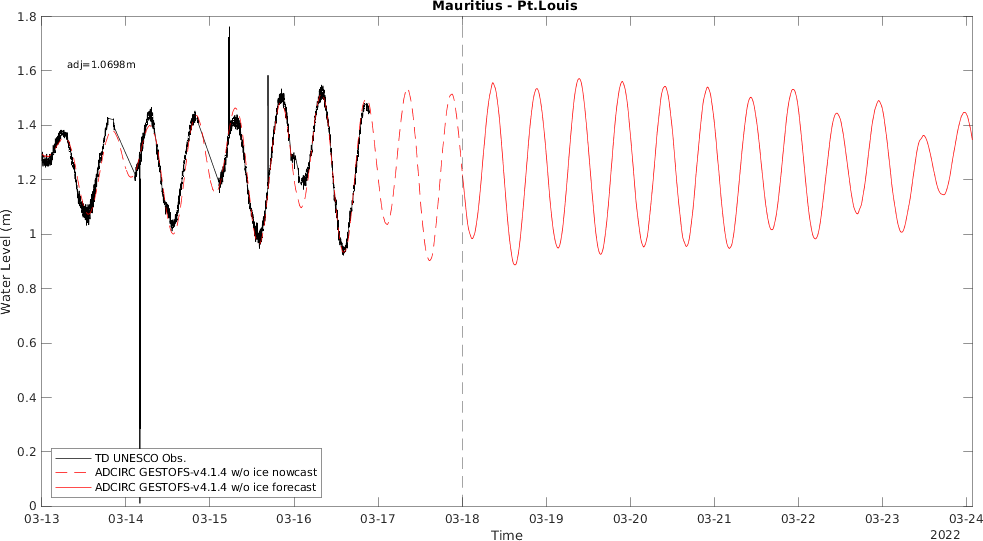 Mauritius - Pt.Louis
1.8
1.6
1.4
1.2
1
0.8
0.6
0.4
0.2
0
Water Level (m)
adj=1.0698m
TD UNESCO Obs.
ADCIRC GESTOFS-v4.1.4 w/o ice nowcast
ADCIRC GESTOFS-v4.1.4 w/o ice forecast
03-13 03-14 03-15 03-16 03-17 03-18 03-19 03-20 03-21 03-22 03-23 03-24
Time
2022